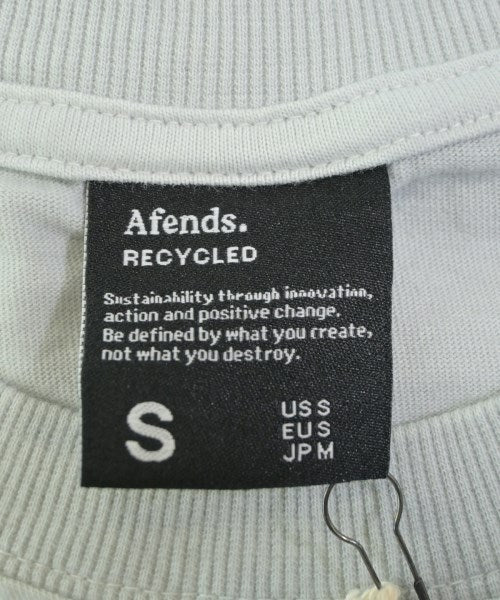 Afends.
RECYCLED
Sustainability through innovation,
action and positive change.
Be defined by what you create,
not what you destroy.
S
US S
EU S
JP M